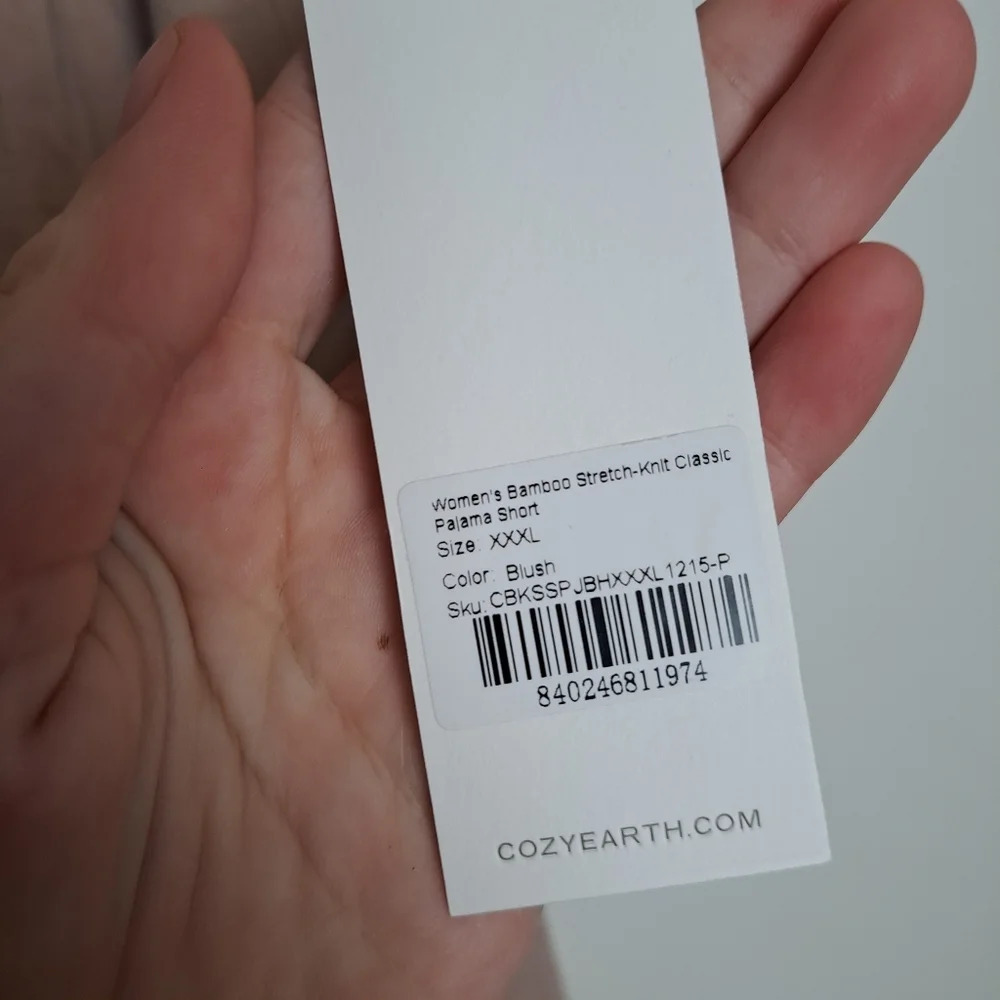 Women's Bamboo Stretch-Knit Classic
Pajama Short
Size: XXXL
Color: Blush
Sku:CBKSSPJBHXXXL1215-P
840246811974
COZYEARTH.COM